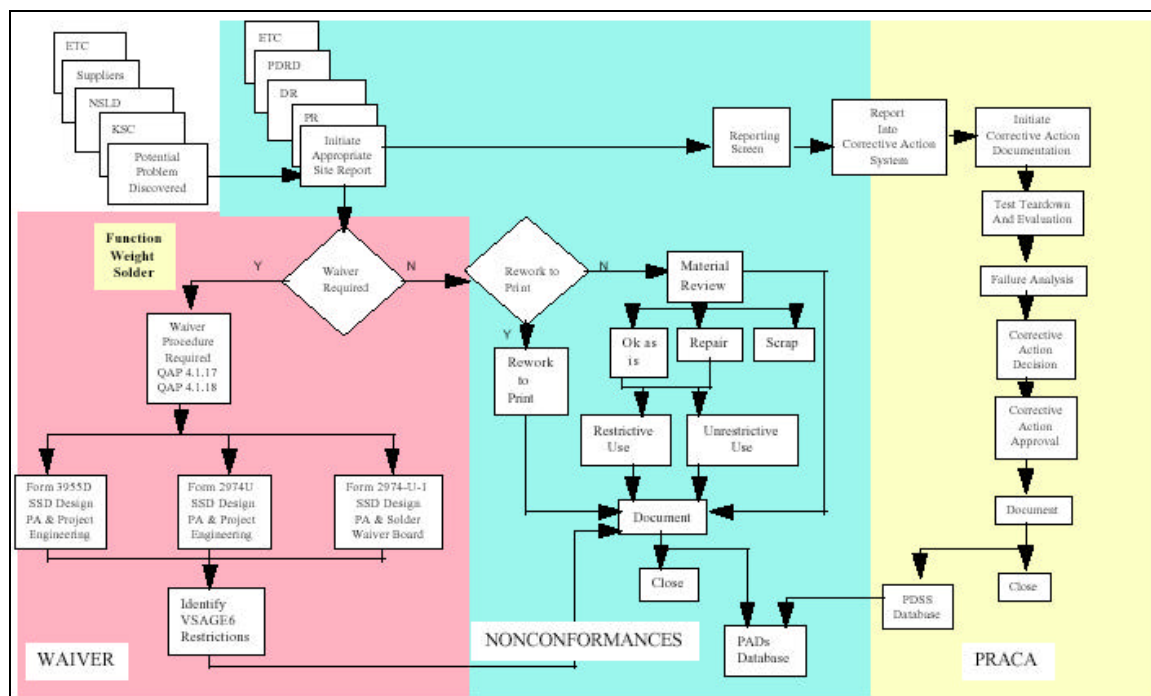 ETC
Suppliers
NSLD
KSC
Potential
Problem
Discovered
ETC
PDRD
DR
PR
Initiate
Appropriate
Site Report
Reporting
Screen
Report
Into
Corrective Action
System
Initiate
Corrective Action
Documentation
Test Teardown
And Evaluation
Failure Analysis
Corrective
Action
Decision
Corrective
Action
Approval
Document
Close
PDSS
Database
Function
Weight
Solder
Y
Waiver
Required
N
Rework to
Print
N
Y
Rework
to
Print
Material
Review
Ok as
is
Repair
Scrap
Restrictive
Use
Unrestrictive
Use
Document
Close
PADs
Database
Waiver
Procedure
Required
QAP 4.1.17
QAP 4.1.18
Form 3955D
SSD Design
PA & Project
Engineering
Form 2974U
SSD Design
PA & Project
Engineering
Form 2974-U-1
SSD Design
PA & Solder
Waiver Board
Identify
VSAGE6
Restrictions
WAIVER
NONCONFORMANCES
PRACA